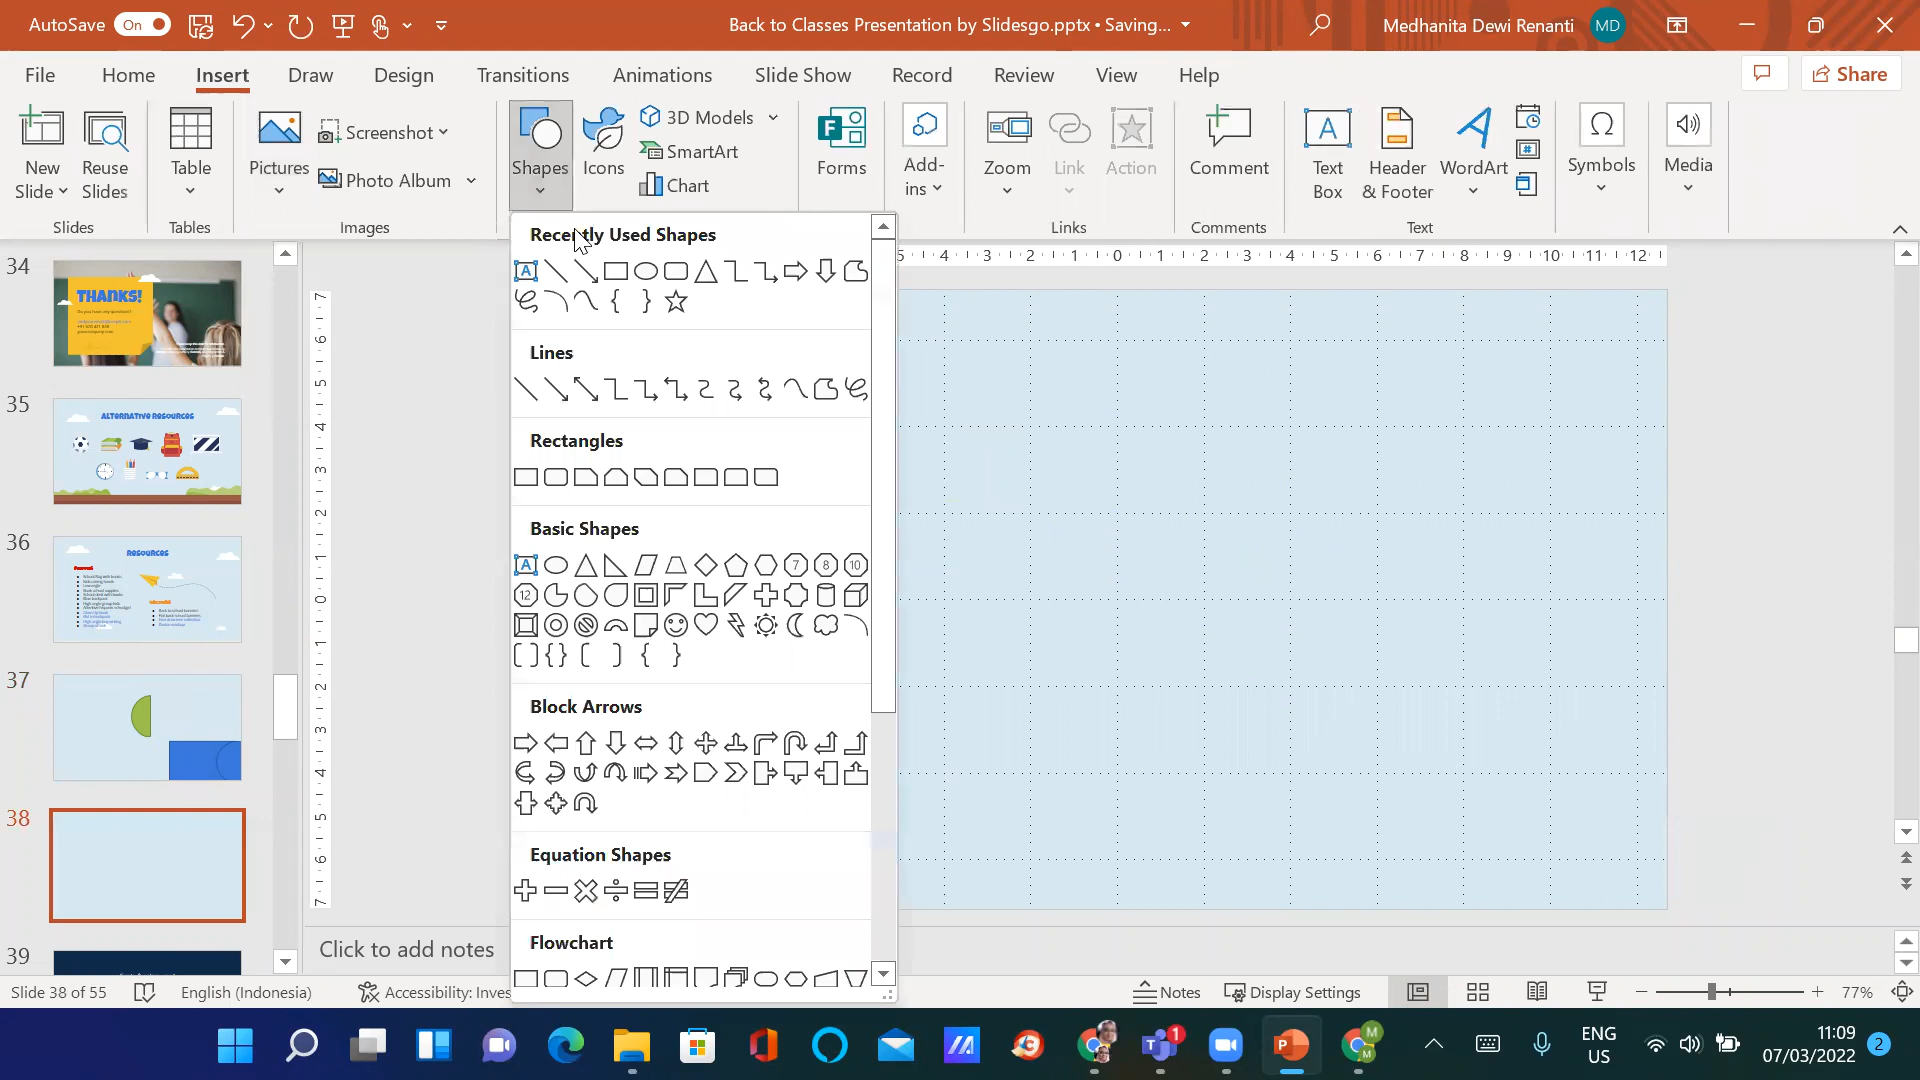 AutoSave On
Back to Classes Presentation by Slidesgo.pptx • Saving...
Medhanita Dewi Renanti MD
File Home Insert Draw Design Transitions Animations Slide Show Record Review View Help Share
New Slide
Reuse Slides
Table
Pictures
Screenshot
Photo Album
Shapes
Icons
3D Models
SmartArt
Chart
Forms
Add-ins
Zoom
Link
Action
Comment
Text Box
Header & Footer
WordArt
Symbols
Media
Slides Tables Images Links Comments Text
Recently Used Shapes
Lines
Rectangles
Basic Shapes
Block Arrows
Equation Shapes
Flowchart
34
THANKS!
35
ALTERNATIVE RESOURCES
36
RESOURCES
37
38
39
Click to add notes
Slide 38 of 55 English (Indonesia) Accessibility: Inves Notes Display Settings 77%
ENG
US
11:09
07/03/2022
2